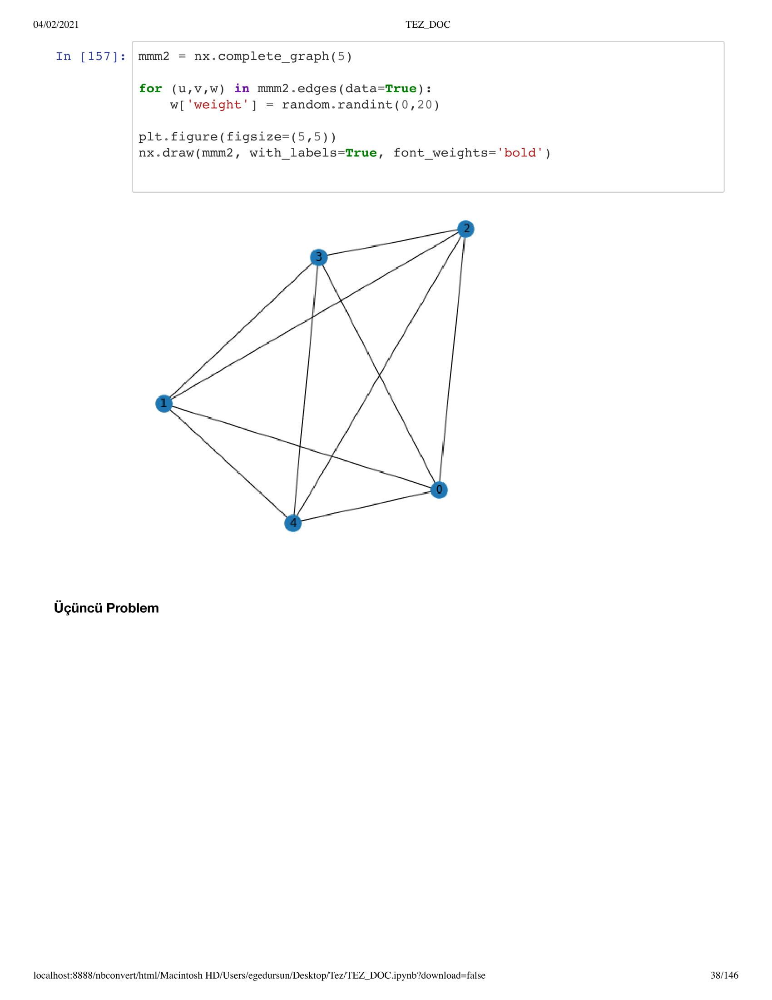 04/02/2021 TEZ_DOC
In [157]: mmm2 = nx.complete_graph(5)
for (u,v,w) in mmm2.edges(data=True):
    w['weight'] = random.randint(0,20)
plt.figure(figsize=(5,5))
nx.draw(mmm2, with_labels=True, font_weights='bold')
2
3
1
0
4
Üçüncü Problem
localhost:8888/nbconvert/html/Macintosh HD/Users/egedursun/Desktop/Tez/TEZ_DOC.ipynb?download=false 38/146